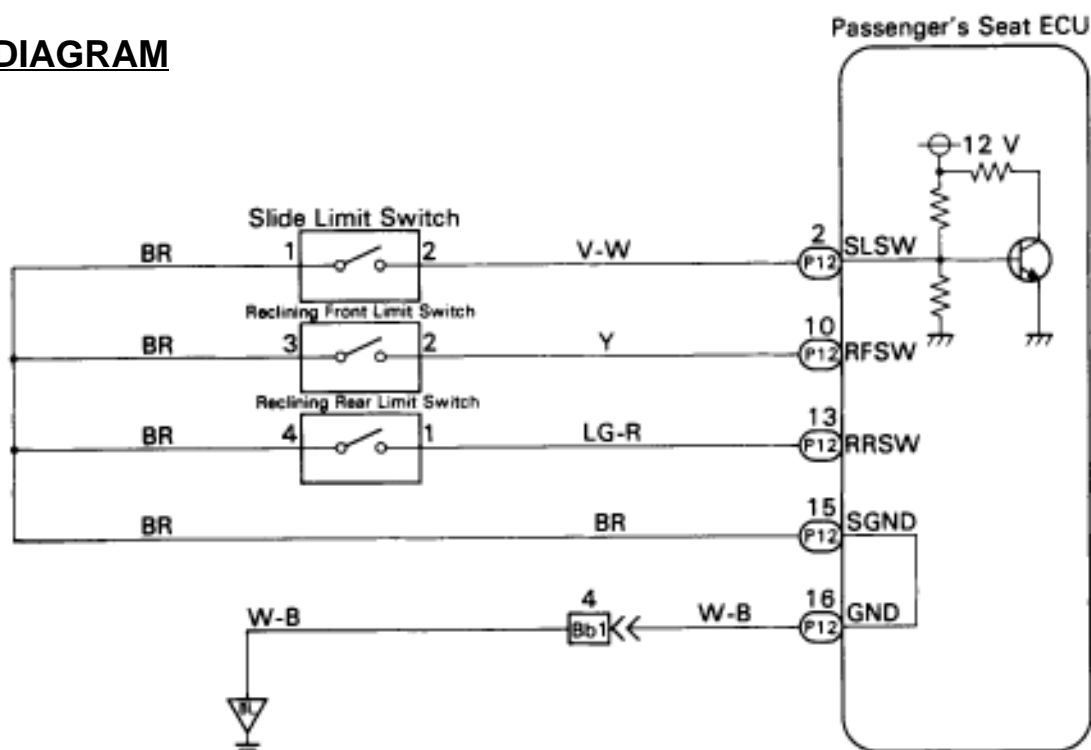 Passenger's Seat ECU
DIAGRAM
12 V
Slide Limit Switch
BR 1 2 V-W 2 P12 SLSW
Reclining Front Limit Switch
BR 3 2 Y 10 P12 RFSW
Reclining Rear Limit Switch
BR 4 1 LG-R 13 P12 RRSW
BR BR 15 P12 SGND
W-B 4 Bb1 W-B 16 P12 GND
BL